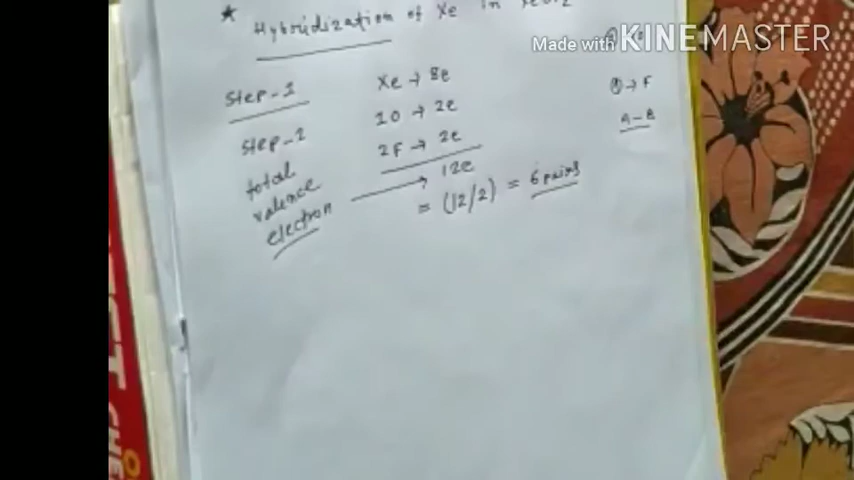 * Hybridization of Xe in
Made with KINEMASTER
Step-1 Xe → 8e
Step-2 1O → 2e
2F → 2e
total valence electron → 12e
= (12/2) = 6 pairs
① → F
A-B